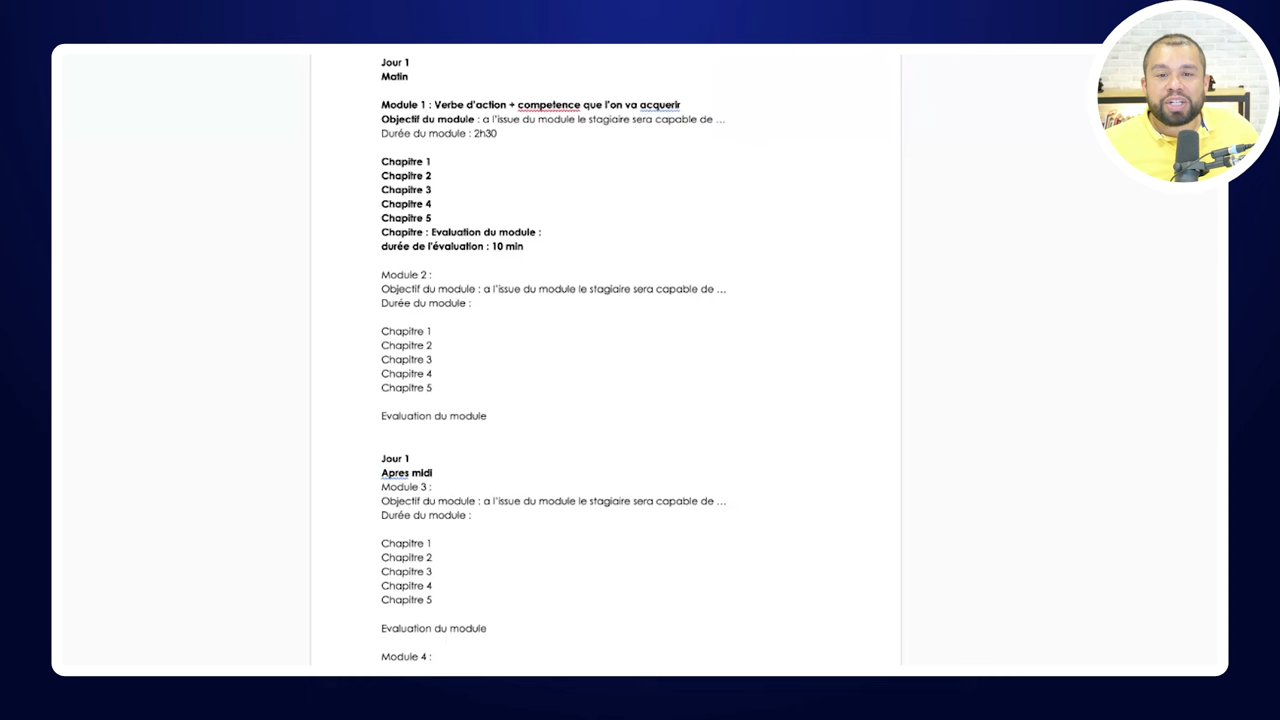 Jour 1
Matin
Module 1 : Verbe d'action + competence que l'on va acquerir
Objectif du module : a l'issue du module le stagiaire sera capable de ...
Durée du module : 2h30
Chapitre 1
Chapitre 2
Chapitre 3
Chapitre 4
Chapitre 5
Chapitre : Evaluation du module :
durée de l'évaluation : 10 min
Module 2 :
Objectif du module : a l'issue du module le stagiaire sera capable de ...
Durée du module :
Chapitre 1
Chapitre 2
Chapitre 3
Chapitre 4
Chapitre 5
Evaluation du module
Jour 1
Apres midi
Module 3 :
Objectif du module : a l'issue du module le stagiaire sera capable de ...
Durée du module :
Chapitre 1
Chapitre 2
Chapitre 3
Chapitre 4
Chapitre 5
Evaluation du module
Module 4 :